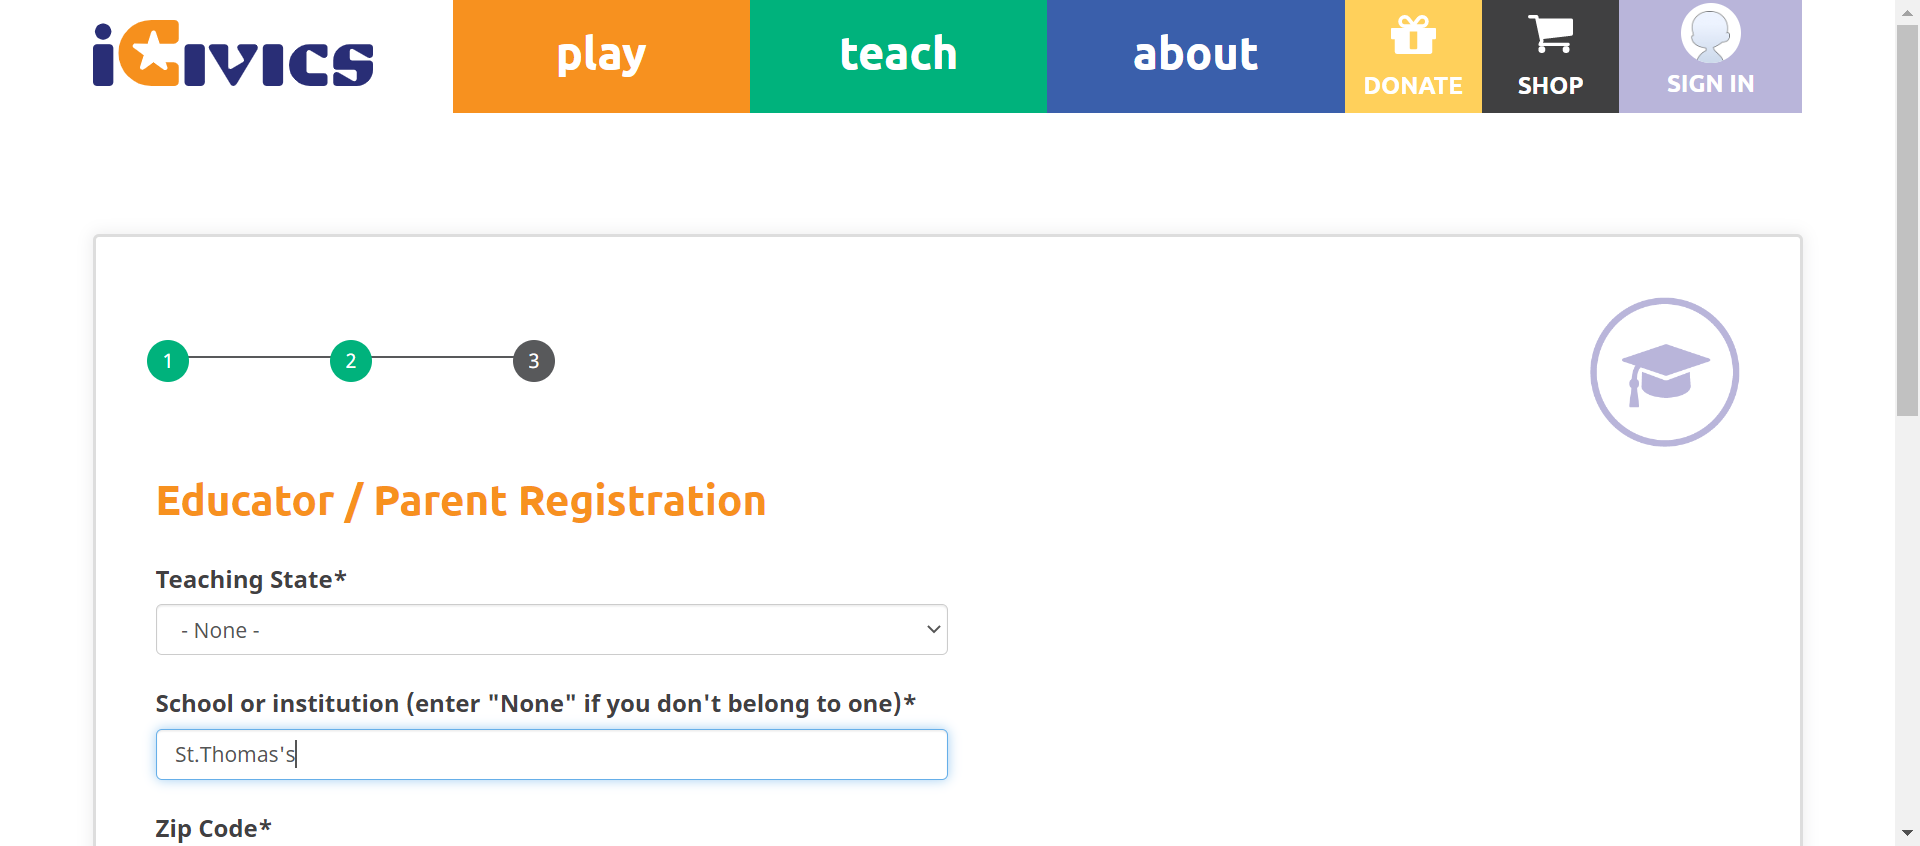 iCivics
play
teach
about
DONATE
SHOP
SIGN IN
1
2
3
Educator / Parent Registration
Teaching State*
- None -
School or institution (enter "None" if you don't belong to one)*
St.Thomas's
Zip Code*